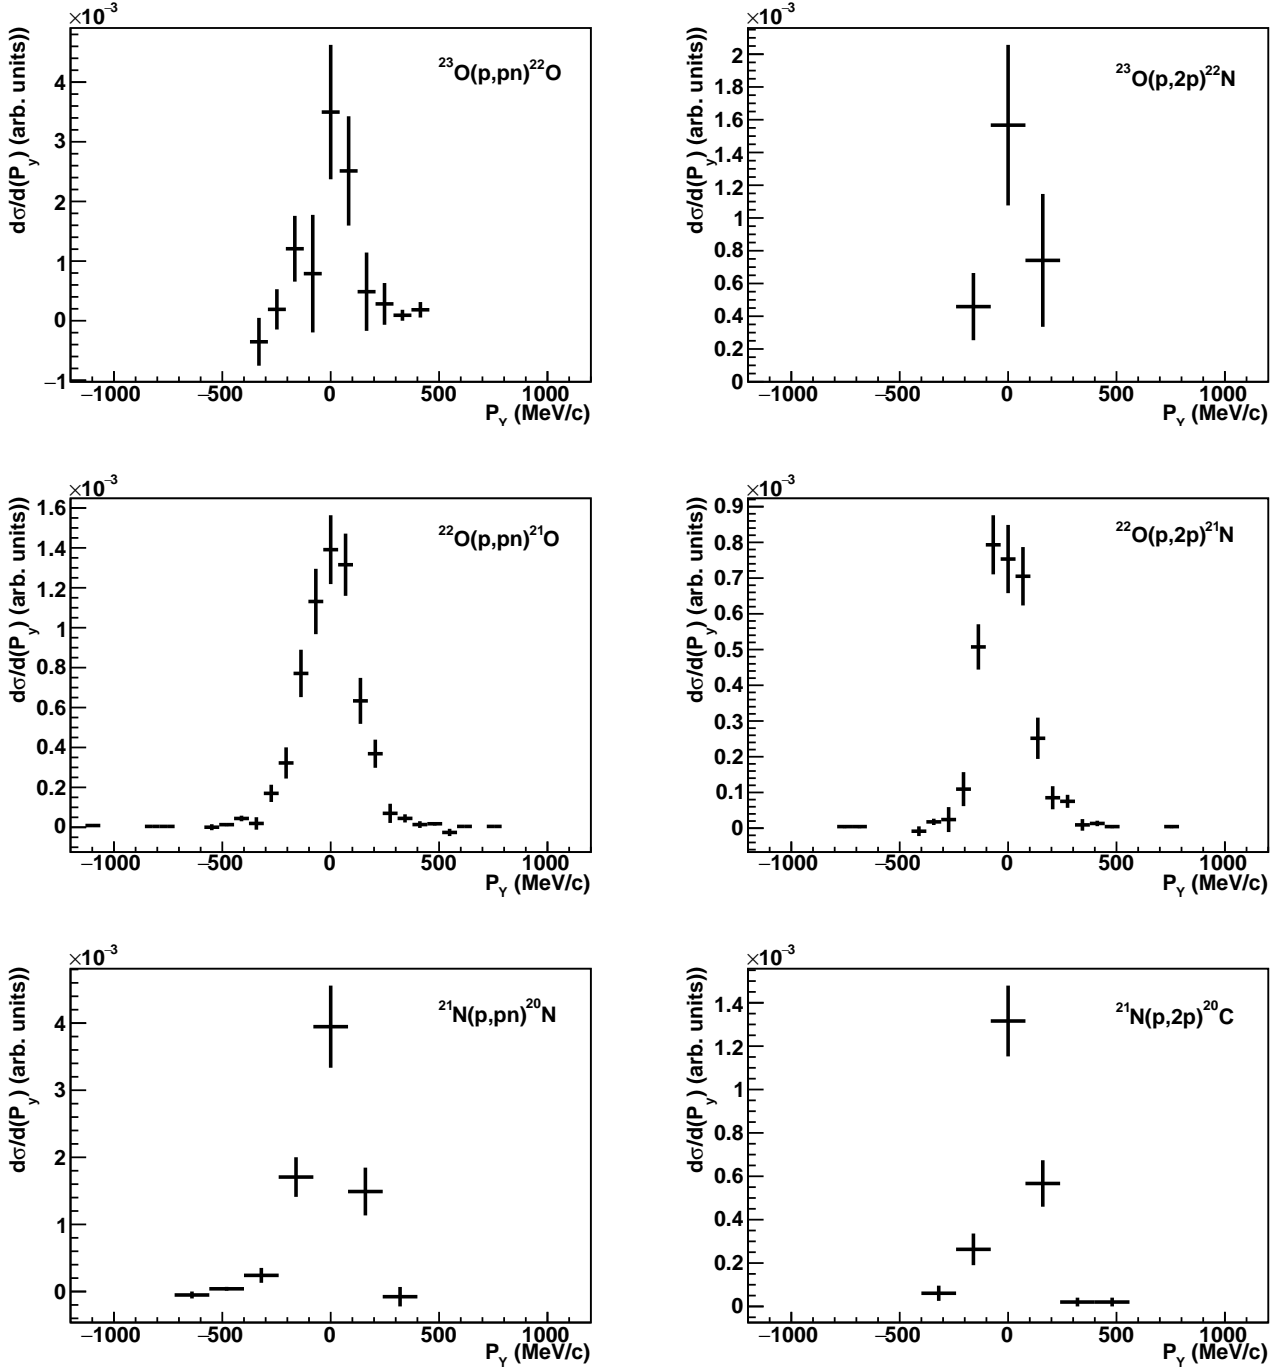 ×10⁻³
dσ/d(P_y) (arb. units))
²³O(p,pn)²²O
4
3
2
1
0
−1
−1000 −500 0 500 1000
P_Y (MeV/c)
×10⁻³
dσ/d(P_y) (arb. units))
²³O(p,2p)²²N
2
1.8
1.6
1.4
1.2
1
0.8
0.6
0.4
0.2
0
−1000 −500 0 500 1000
P_Y (MeV/c)
×10⁻³
dσ/d(P_y) (arb. units))
²²O(p,pn)²¹O
1.6
1.4
1.2
1
0.8
0.6
0.4
0.2
0
−1000 −500 0 500 1000
P_Y (MeV/c)
×10⁻³
dσ/d(P_y) (arb. units))
²²O(p,2p)²¹N
0.9
0.8
0.7
0.6
0.5
0.4
0.3
0.2
0.1
0
−1000 −500 0 500 1000
P_Y (MeV/c)
×10⁻³
dσ/d(P_y) (arb. units))
²¹N(p,pn)²⁰N
4
3
2
1
0
−1000 −500 0 500 1000
P_Y (MeV/c)
×10⁻³
dσ/d(P_y) (arb. units))
²¹N(p,2p)²⁰C
1.4
1.2
1
0.8
0.6
0.4
0.2
0
−1000 −500 0 500 1000
P_Y (MeV/c)